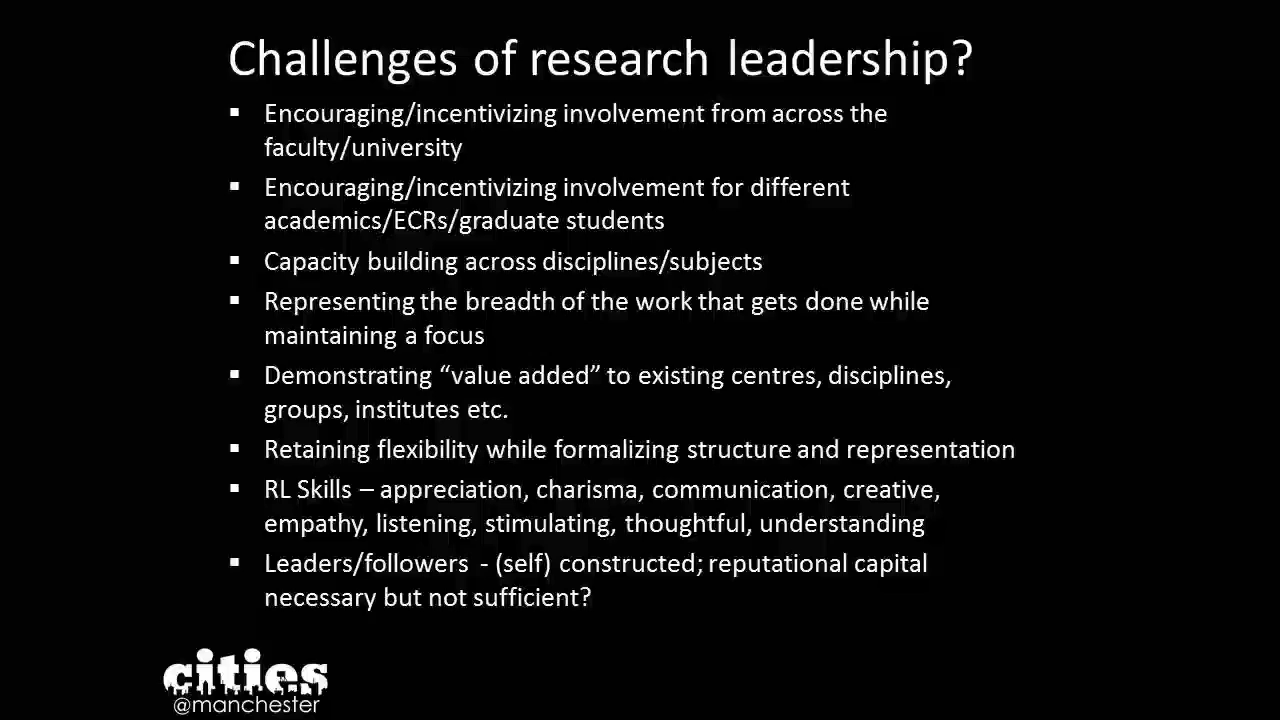 Challenges of research leadership?
▪ Encouraging/incentivizing involvement from across the
faculty/university
▪ Encouraging/incentivizing involvement for different
academics/ECRs/graduate students
▪ Capacity building across disciplines/subjects
▪ Representing the breadth of the work that gets done while
maintaining a focus
▪ Demonstrating “value added” to existing centres, disciplines,
groups, institutes etc.
▪ Retaining flexibility while formalizing structure and representation
▪ RL Skills – appreciation, charisma, communication, creative,
empathy, listening, stimulating, thoughtful, understanding
▪ Leaders/followers - (self) constructed; reputational capital
necessary but not sufficient?
cities
@manchester